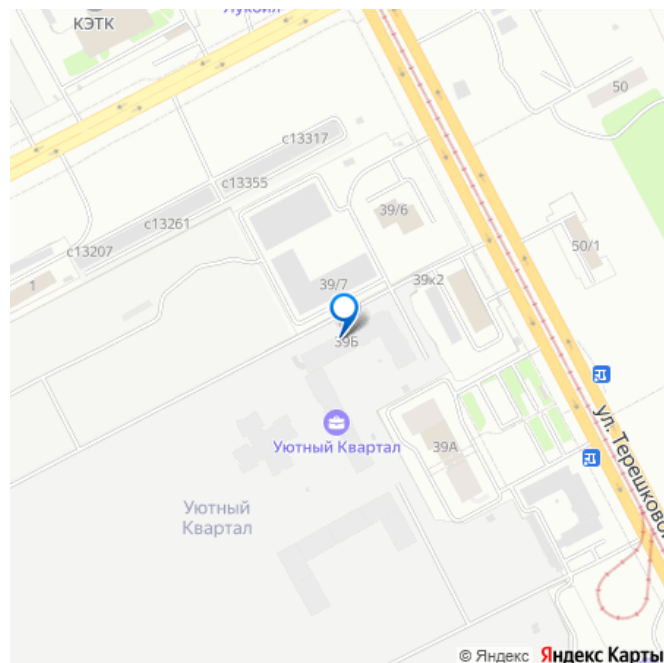 Лукойл
КЭТК
50
с13317
с13355
39/6
с13261
50/1
с13207
39к2
1
39/7
39Б
ул. Терешковой
Уютный Квартал
39А
Уютный
Квартал
© Яндекс Яндекс Карты